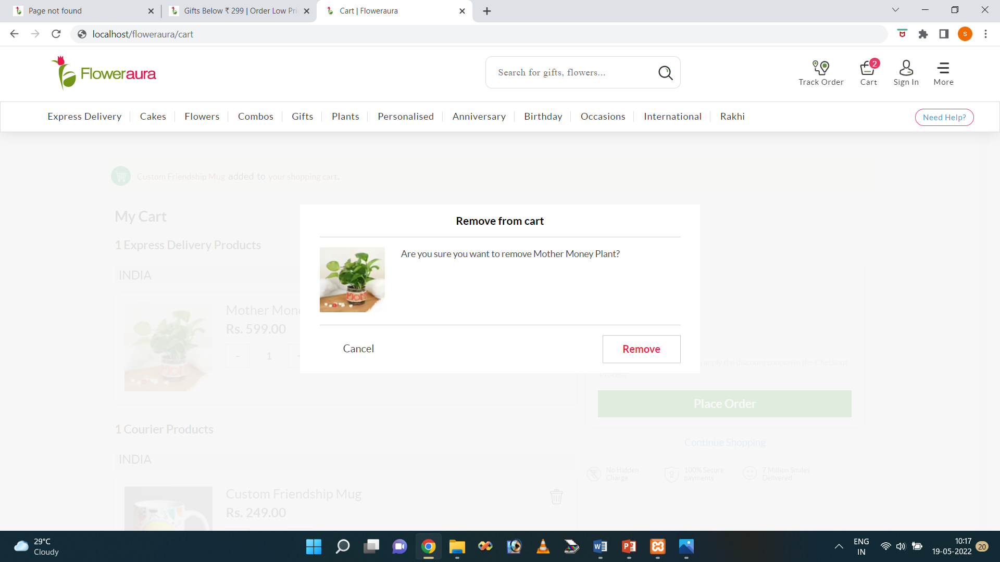 Page not found
Gifts Below ₹ 299 | Order Low Pri
Cart | Floweraura
localhost/floweraura/cart
S
Floweraura
Search for gifts, flowers...
Track Order
2
Cart
Sign In
More
Express Delivery
Cakes
Flowers
Combos
Gifts
Plants
Personalised
Anniversary
Birthday
Occasions
International
Rakhi
Need Help?
Custom Friendship Mug added to your shopping cart.
My Cart
1 Express Delivery Products
INDIA
Mother Mon
Rs. 599.00
- 1
Remove from cart
Are you sure you want to remove Mother Money Plant?
MOM
Cancel
Remove
apply the discount coupon in the Checkout
Process
Place Order
Continue Shopping
No Hidden
Charge
100% Secure
payments
7 Million Smiles
Delivered
1 Courier Products
INDIA
Custom Friendship Mug
Rs. 249.00
29°C
Cloudy
ENG
IN
10:17
19-05-2022
20